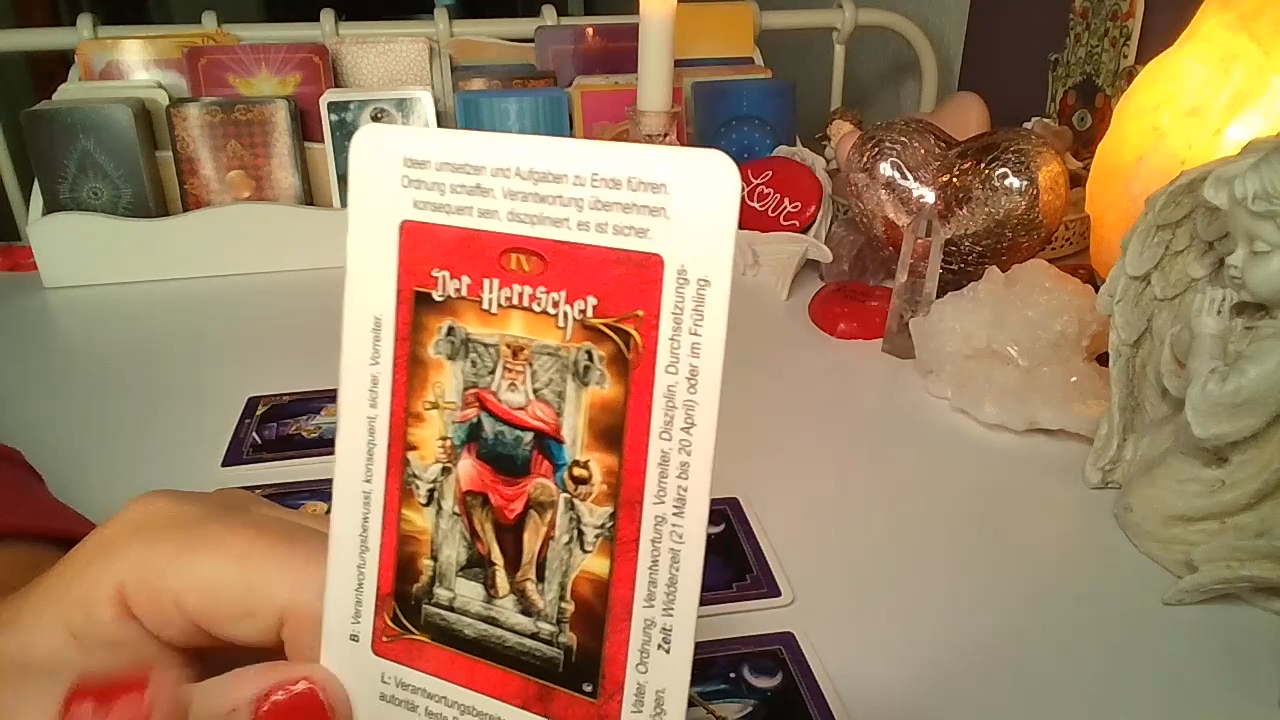 Ideen umsetzen und Aufgaben zu Ende führen.
Ordnung schaffen, Verantwortung übernehmen,
konsequent sein, diszipliniert, es ist sicher.
IV
Der Herrscher
B: Verantwortungsbewusst, konsequent, sicher, Vorreiter.
Vater, Ordnung, Verantwortung, Vorreiter, Disziplin, Durchsetzungs-
Zeit: Widderzeit (21 März bis 20 April) oder im Frühling.
L: Verantwortungsbereit
autoritär, feste
Love